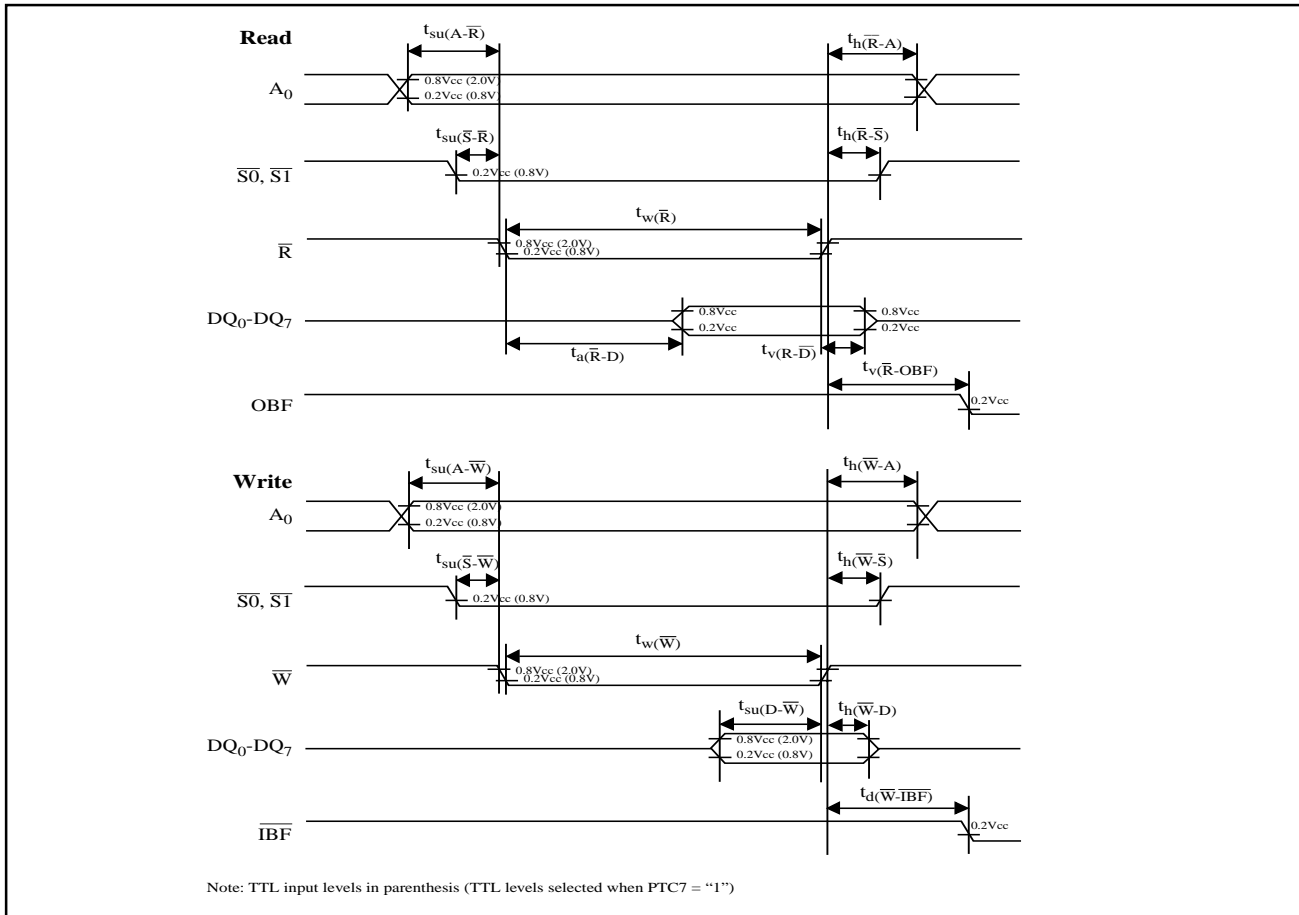 Read
tsu(A-R̅)
th(R̅-A)
A0
0.8Vcc (2.0V)
0.2Vcc (0.8V)
tsu(S̅-R̅)
th(R̅-S̅)
S̅0̅, S̅1̅
0.2Vcc (0.8V)
tw(R̅)
R̅
0.8Vcc (2.0V)
0.2Vcc (0.8V)
DQ0-DQ7
0.8Vcc
0.8Vcc
0.2Vcc
0.2Vcc
ta(R̅-D)
tv(R-D̅)
tv(R̅-OBF)
OBF
0.2Vcc
Write
tsu(A-W̅)
th(W̅-A)
A0
0.8Vcc (2.0V)
0.2Vcc (0.8V)
tsu(S̅-W̅)
th(W̅-S̅)
S̅0̅, S̅1̅
0.2Vcc (0.8V)
tw(W̅)
W̅
0.8Vcc (2.0V)
0.2Vcc (0.8V)
tsu(D-W̅)
th(W̅-D)
DQ0-DQ7
0.8Vcc (2.0V)
0.2Vcc (0.8V)
td(W̅-I̅B̅F̅)
I̅B̅F̅
0.2Vcc
Note: TTL input levels in parenthesis (TTL levels selected when PTC7 = “1”)